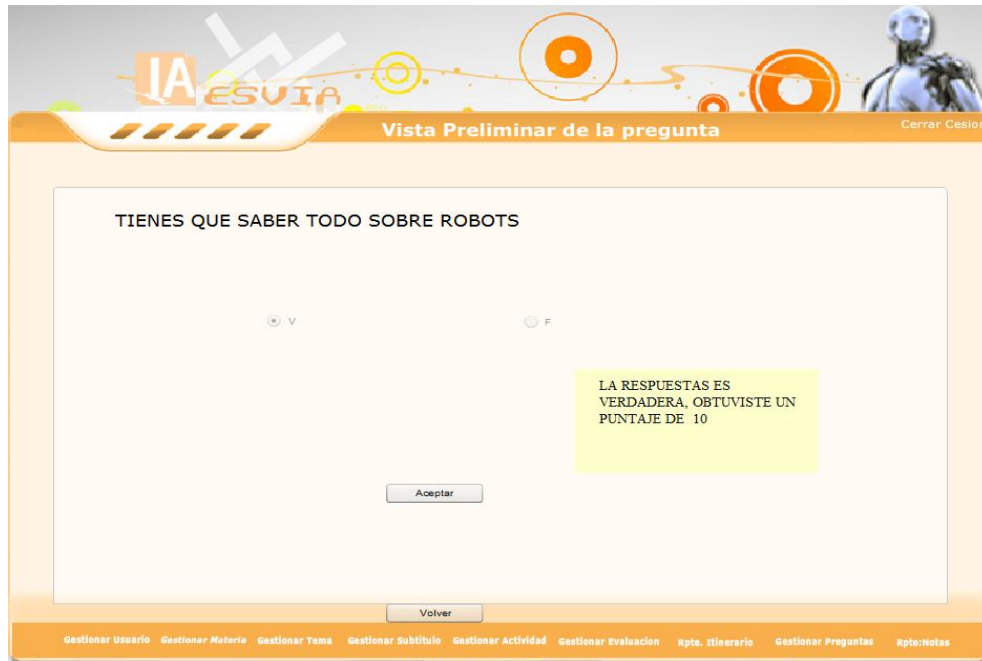 IA
ESVIA
Vista Preliminar de la pregunta
Cerrar Cesion
TIENES QUE SABER TODO SOBRE ROBOTS
V F
LA RESPUESTAS ES
VERDADERA, OBTUVISTE UN
PUNTAJE DE 10
Aceptar
Volver
Gestionar Usuario Gestionar Materia Gestionar Tema Gestionar Subtitulo Gestionar Actividad Gestionar Evaluacion Rpte. Itinerario Gestionar Preguntas Rpte:Notas